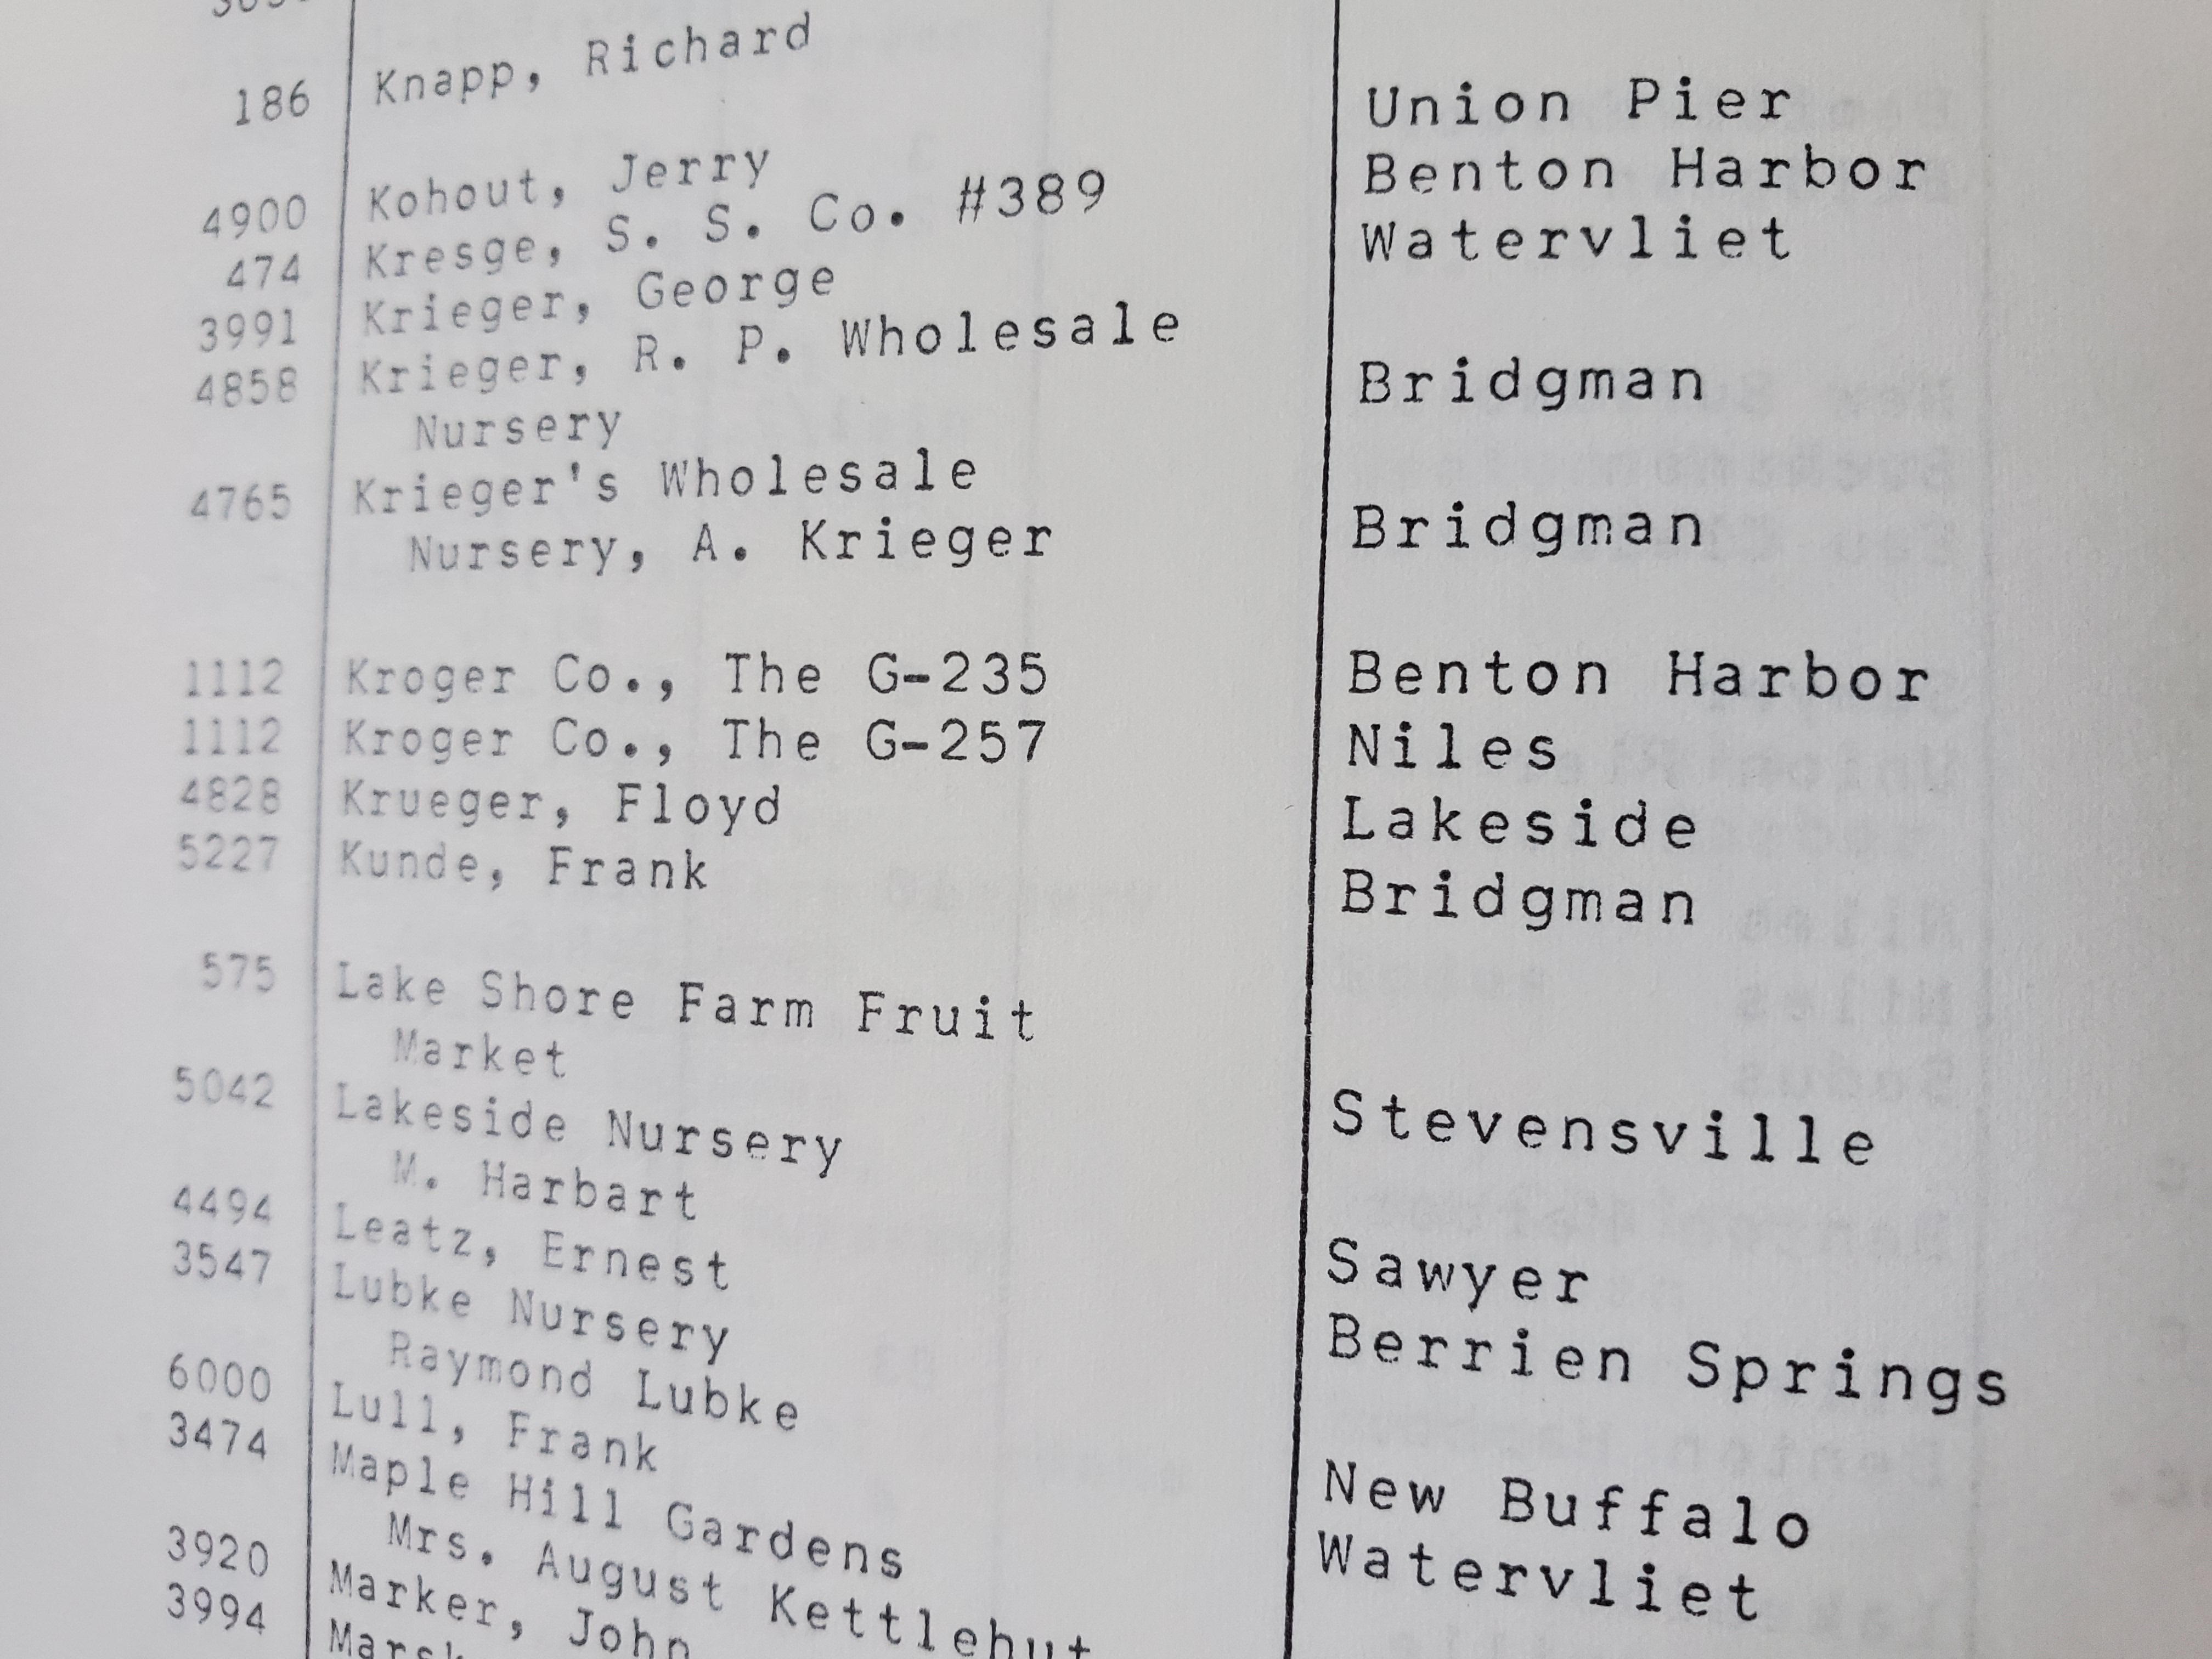 186 Knapp, Richard
4900 Kohout, Jerry Union Pier
474 Kresge, S. S. Co. #389 Benton Harbor
3991 Krieger, George Watervliet
4858 Krieger, R. P. Wholesale
Nursery Bridgman
4765 Krieger's Wholesale
Nursery, A. Krieger Bridgman
1112 Kroger Co., The G-235 Benton Harbor
1112 Kroger Co., The G-257 Niles
4828 Krueger, Floyd Lakeside
5227 Kunde, Frank Bridgman
575 Lake Shore Farm Fruit
Market Stevensville
5042 Lakeside Nursery
M. Harbart Sawyer
4494 Leatz, Ernest Berrien Springs
3547 Lubke Nursery
Raymond Lubke New Buffalo
6000 Lull, Frank Watervliet
3474 Maple Hill Gardens
Mrs. August Kettlehut
3920 Marker, John
3994